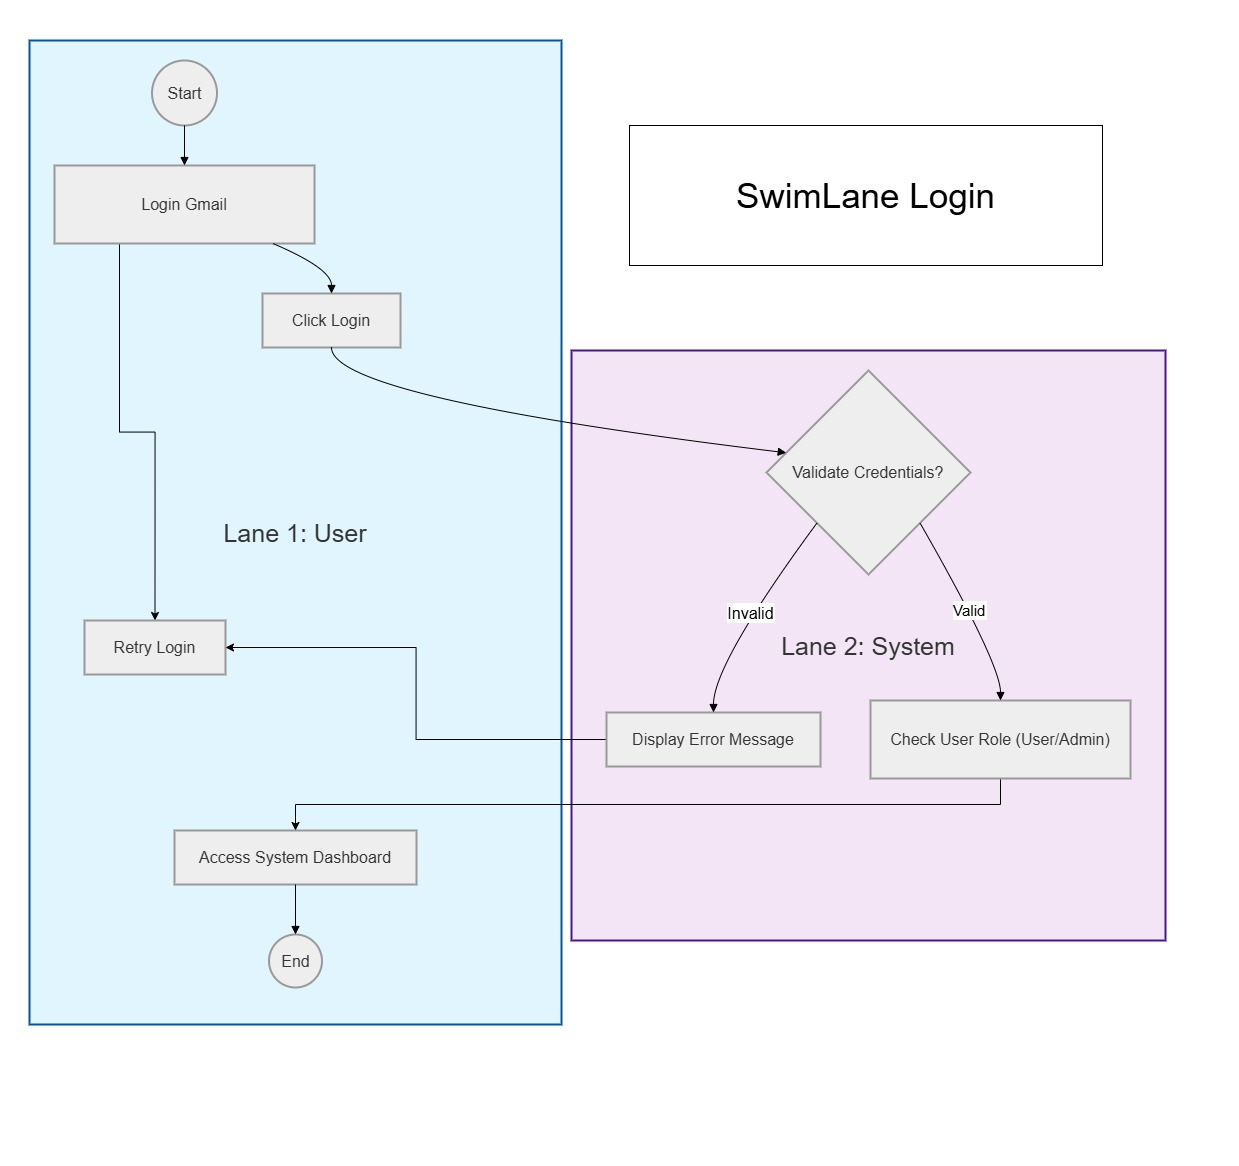 Start
Login Gmail
SwimLane Login
Click Login
Validate Credentials?
Lane 1: User
Invalid
Valid
Retry Login
Lane 2: System
Display Error Message
Check User Role (User/Admin)
Access System Dashboard
End